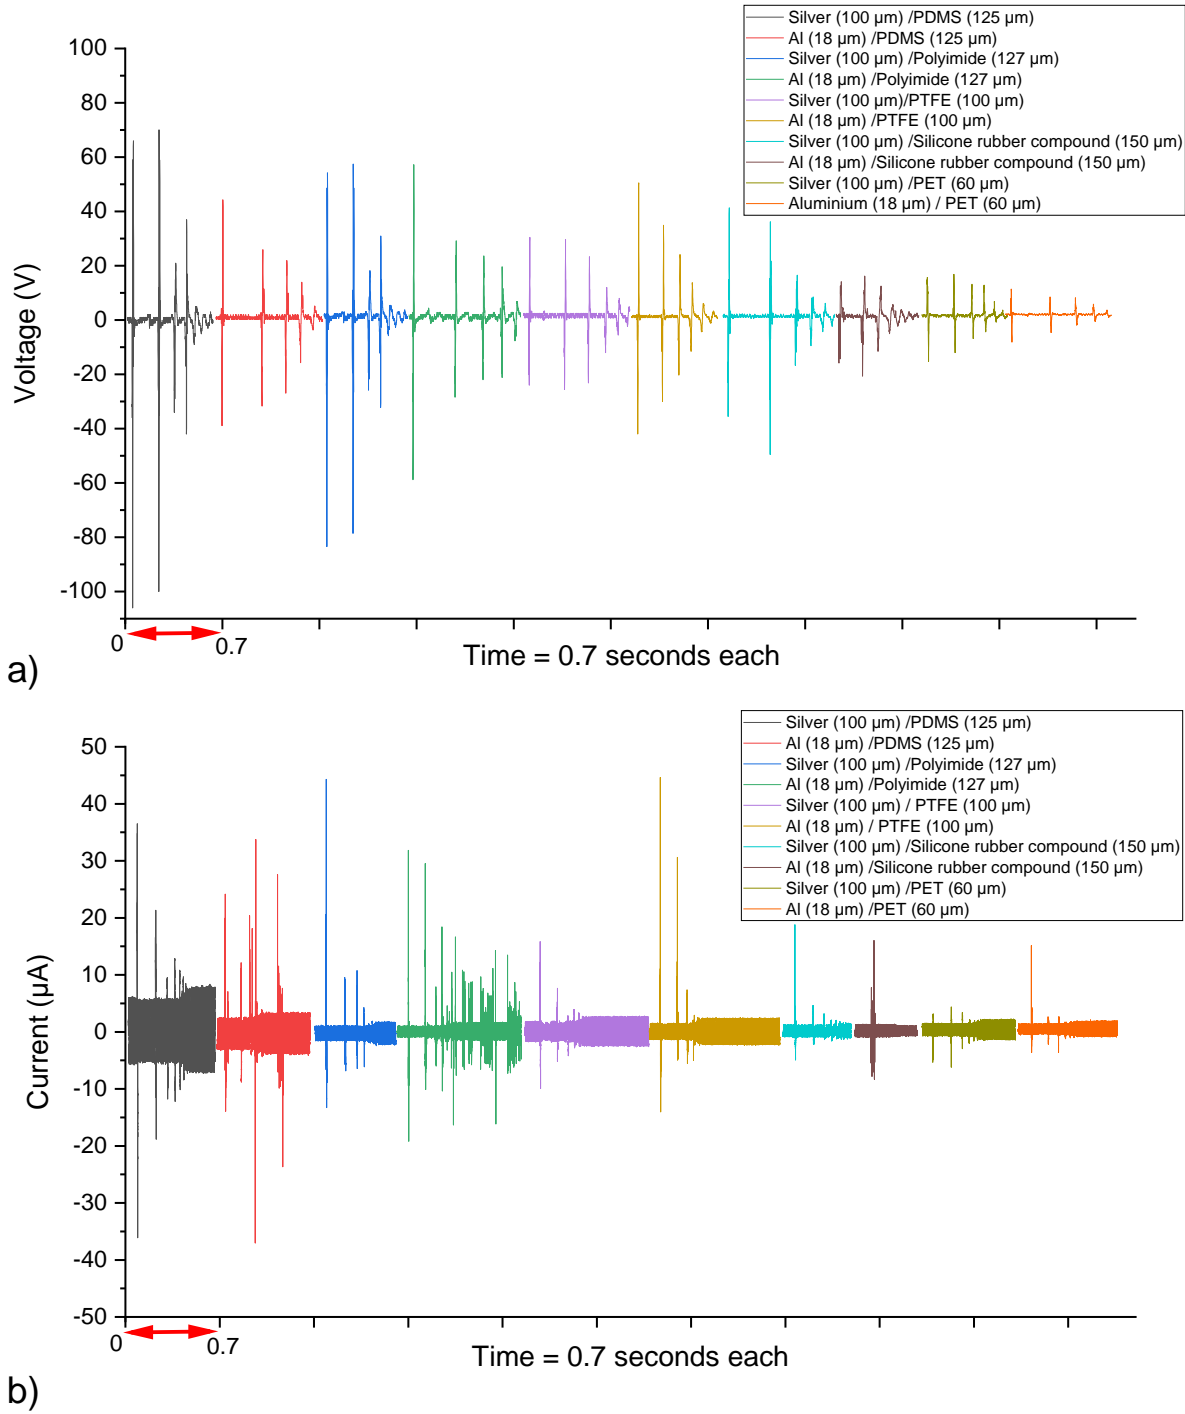 Silver (100 µm) /PDMS (125 µm)
Al (18 µm) /PDMS (125 µm)
Silver (100 µm) /Polyimide (127 µm)
Al (18 µm) /Polyimide (127 µm)
Silver (100 µm)/PTFE (100 µm)
Al (18 µm) /PTFE (100 µm)
Silver (100 µm) /Silicone rubber compound (150 µm)
Al (18 µm) /Silicone rubber compound (150 µm)
Silver (100 µm) /PET (60 µm)
Aluminium (18 µm) / PET (60 µm)
100
80
60
40
20
0
-20
-40
-60
-80
-100
Voltage (V)
0
0.7
Time = 0.7 seconds each
a)
Silver (100 µm) /PDMS (125 µm)
Al (18 µm) /PDMS (125 µm)
Silver (100 µm) /Polyimide (127 µm)
Al (18 µm) /Polyimide (127 µm)
Silver (100 µm) / PTFE (100 µm)
Al (18 µm) / PTFE (100 µm)
Silver (100 µm) /Silicone rubber compound (150 µm)
Al (18 µm) /Silicone rubber compound (150 µm)
Silver (100 µm) /PET (60 µm)
Al (18 µm) /PET (60 µm)
50
40
30
20
10
0
-10
-20
-30
-40
-50
Current (µA)
0
0.7
Time = 0.7 seconds each
b)